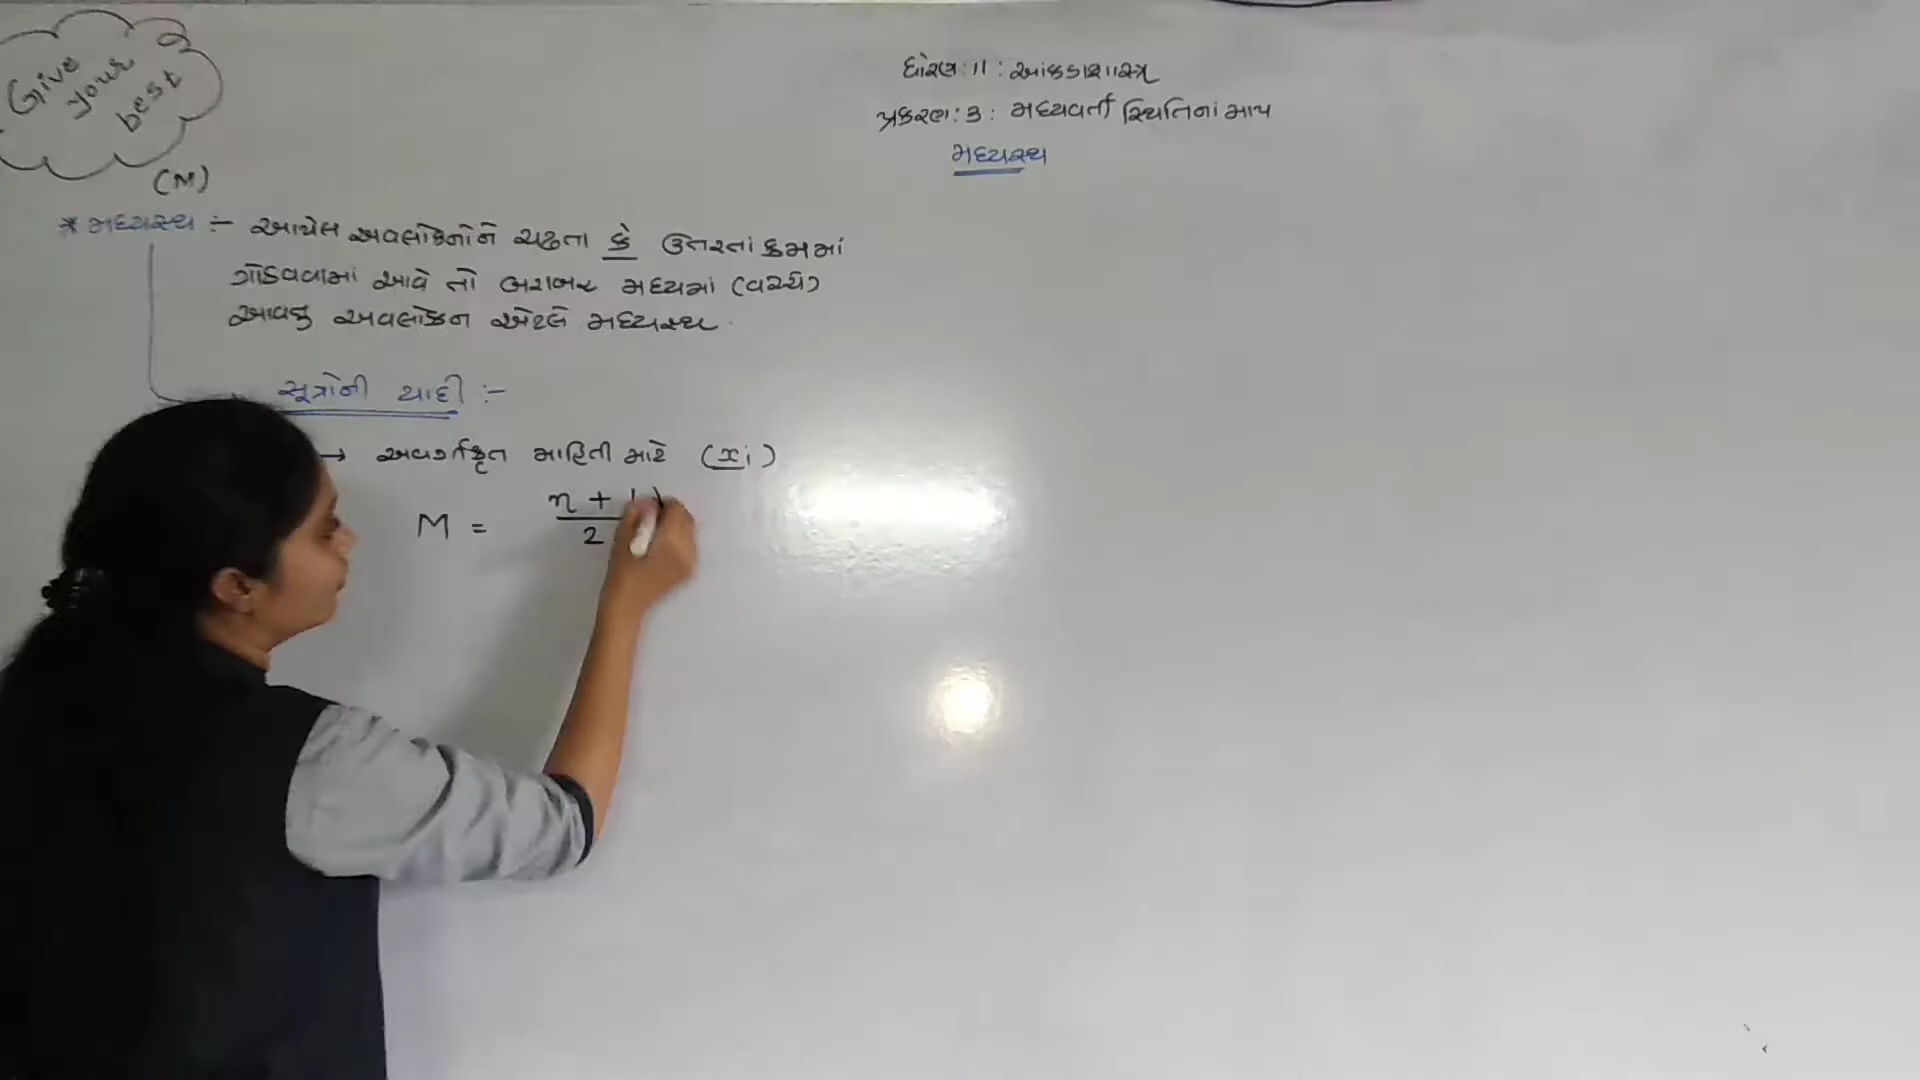 Give
your
best
ધોરણ : 11 : આંકડાશાસ્ત્ર
પ્રકરણ : 3 : મધ્યવર્તી સ્થિતિનાં માપ
મધ્યસ્થ
(M)
* મધ્યસ્થ :- આપેલ અવલોકનોને ચઢતા કે ઉતરતાં ક્રમમાં
ગોઠવવામાં આવે તો બરાબર મધ્યમાં (વચ્ચે)
આવતુ અવલોકન એટલે મધ્યસ્થ.
સૂત્રોની યાદી :-
→ અવર્ગીકૃત માહિતી માટે (xi)
M = n + 1
2